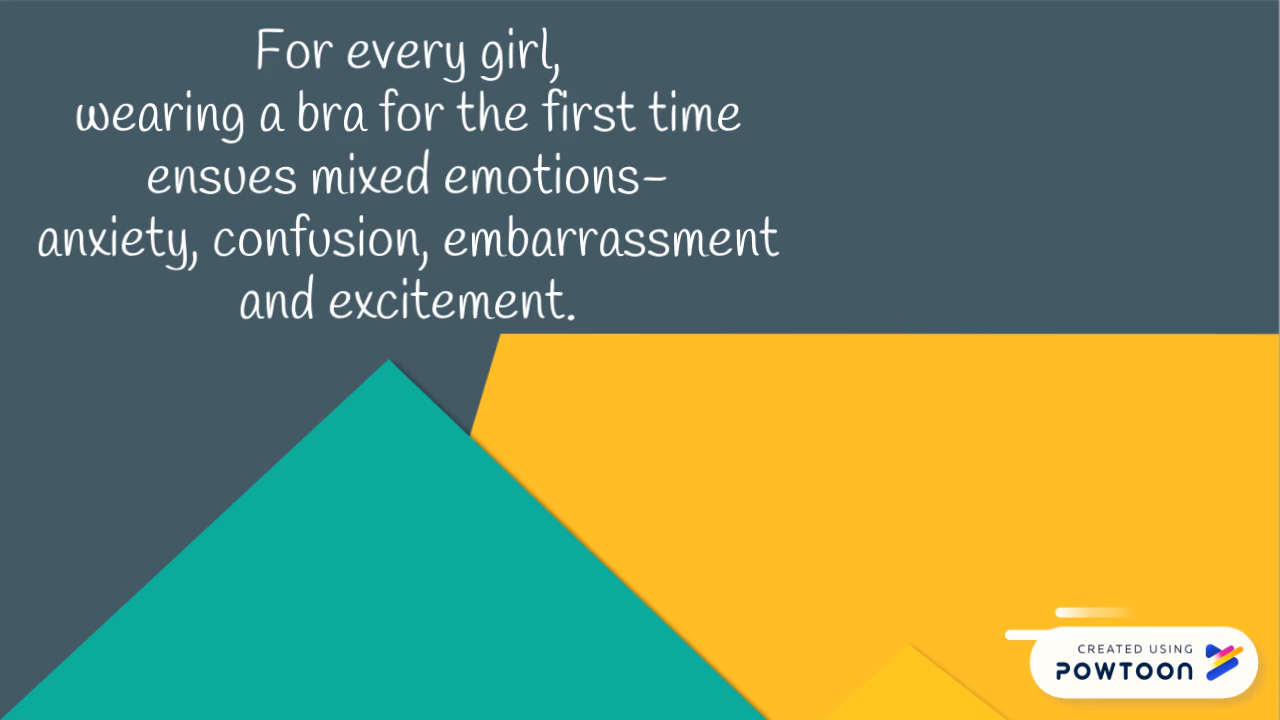 For every girl,
wearing a bra for the first time
ensues mixed emotions–
anxiety, confusion, embarrassment
and excitement.
CREATED USING
POWTOON